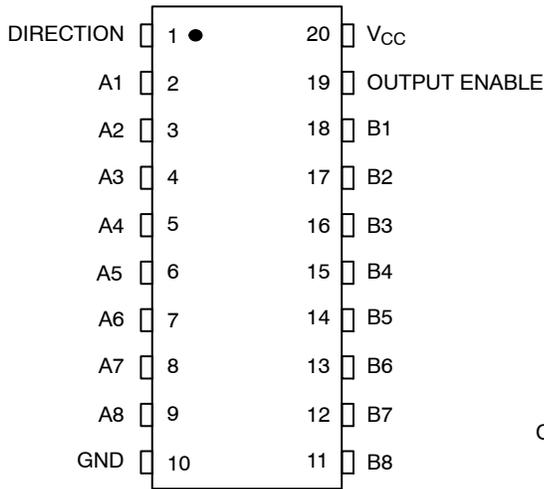 DIRECTION 1 20 VCC
A1 2 19 OUTPUT ENABLE
A2 3 18 B1
A3 4 17 B2
A4 5 16 B3
A5 6 15 B4
A6 7 14 B5
A7 8 13 B6
A8 9 12 B7
GND 10 11 B8